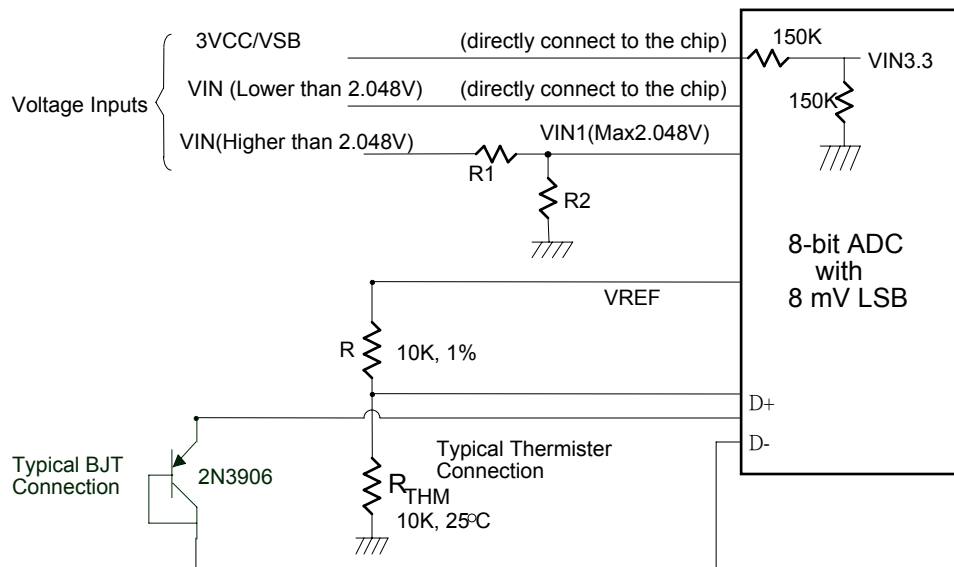 3VCC/VSB
(directly connect to the chip)
150K
VIN3.3
VIN (Lower than 2.048V)
(directly connect to the chip)
150K
Voltage Inputs
VIN(Higher than 2.048V)
VIN1(Max2.048V)
R1
R2
8-bit ADC
with
8 mV LSB
VREF
R
10K, 1%
D+
D-
Typical BJT
Connection
2N3906
Typical Thermister
Connection
RTHM
10K, 25°C